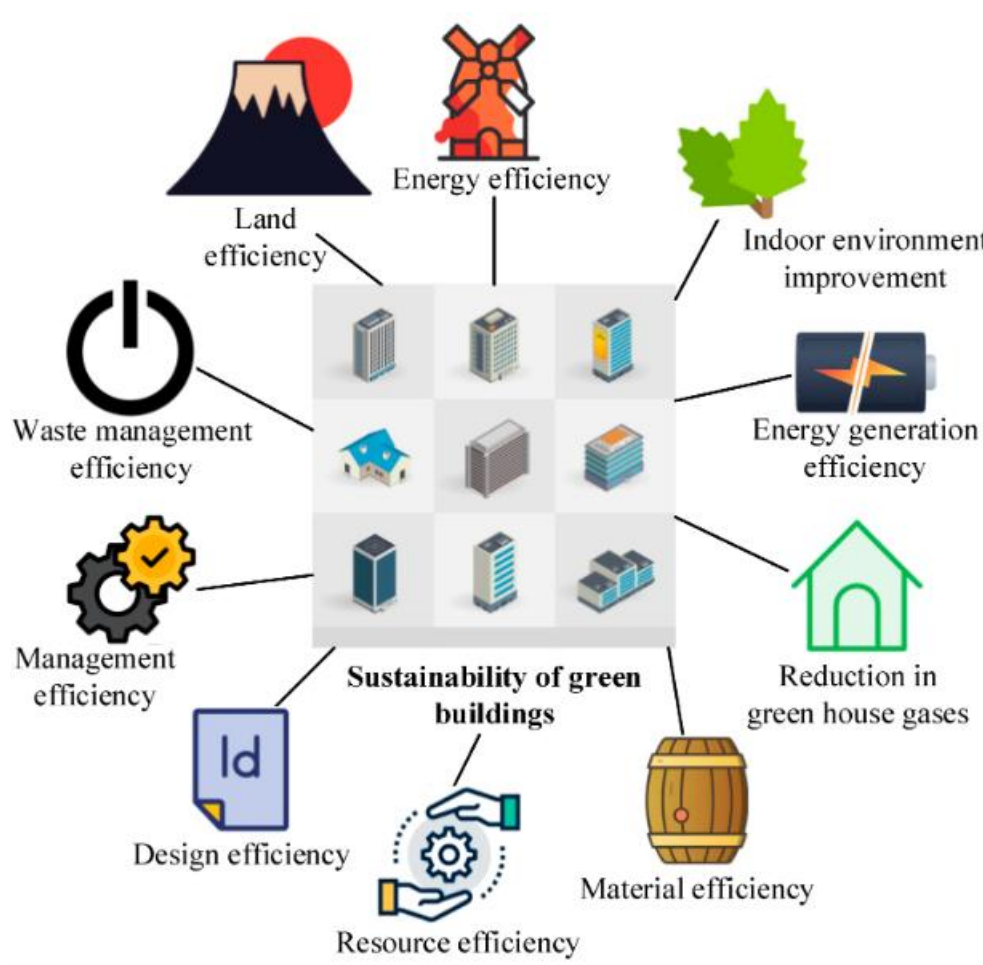 Energy efficiency
Land
efficiency
Indoor environment
improvement
Waste management
efficiency
Energy generation
efficiency
Management
efficiency
Reduction in
green house gases
Sustainability of green
buildings
Id
Design efficiency
Material efficiency
Resource efficiency